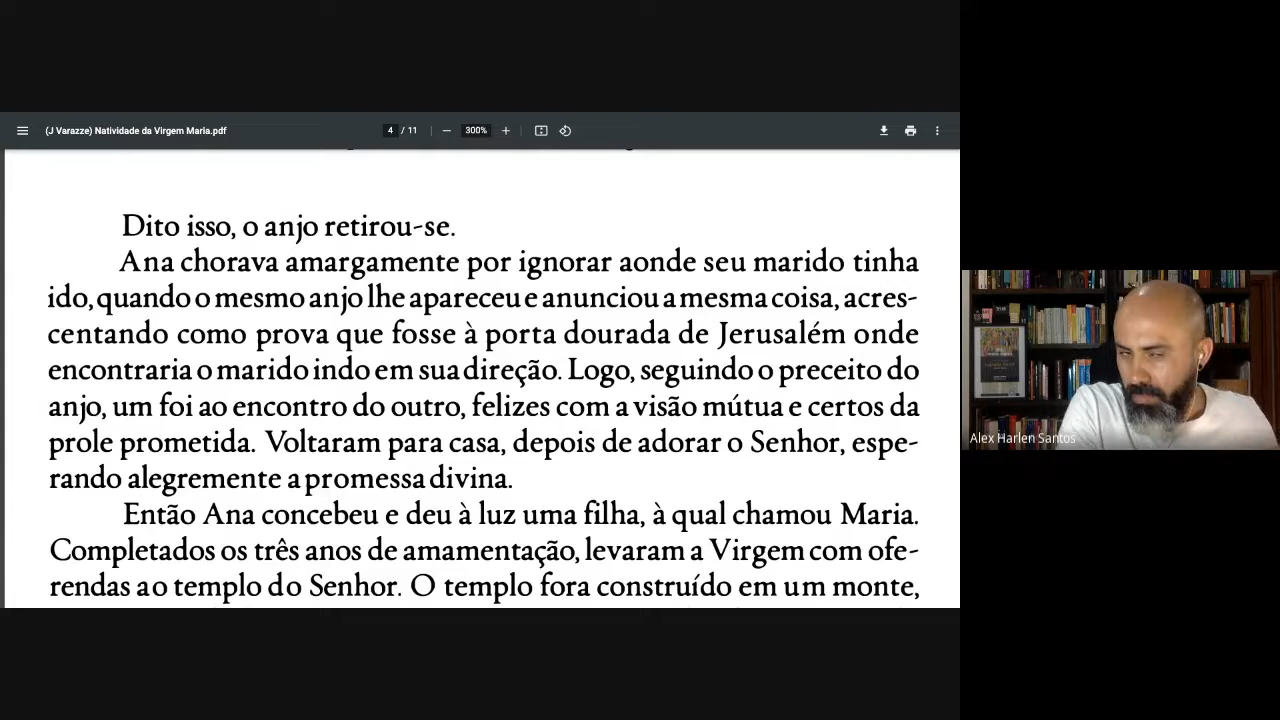 (J Varazze) Natividade da Virgem Maria.pdf
4 / 11
300%
Dito isso, o anjo retirou-se.
Ana chorava amargamente por ignorar aonde seu marido tinha
ido, quando o mesmo anjo lhe apareceu e anunciou a mesma coisa, acres-
centando como prova que fosse à porta dourada de Jerusalém onde
encontraria o marido indo em sua direção. Logo, seguindo o preceito do
anjo, um foi ao encontro do outro, felizes com a visão mútua e certos da
prole prometida. Voltaram para casa, depois de adorar o Senhor, espe-
rando alegremente a promessa divina.
Então Ana concebeu e deu à luz uma filha, à qual chamou Maria.
Completados os três anos de amamentação, levaram a Virgem com ofe-
rendas ao templo do Senhor. O templo fora construído em um monte,
Alex Harlen Santos